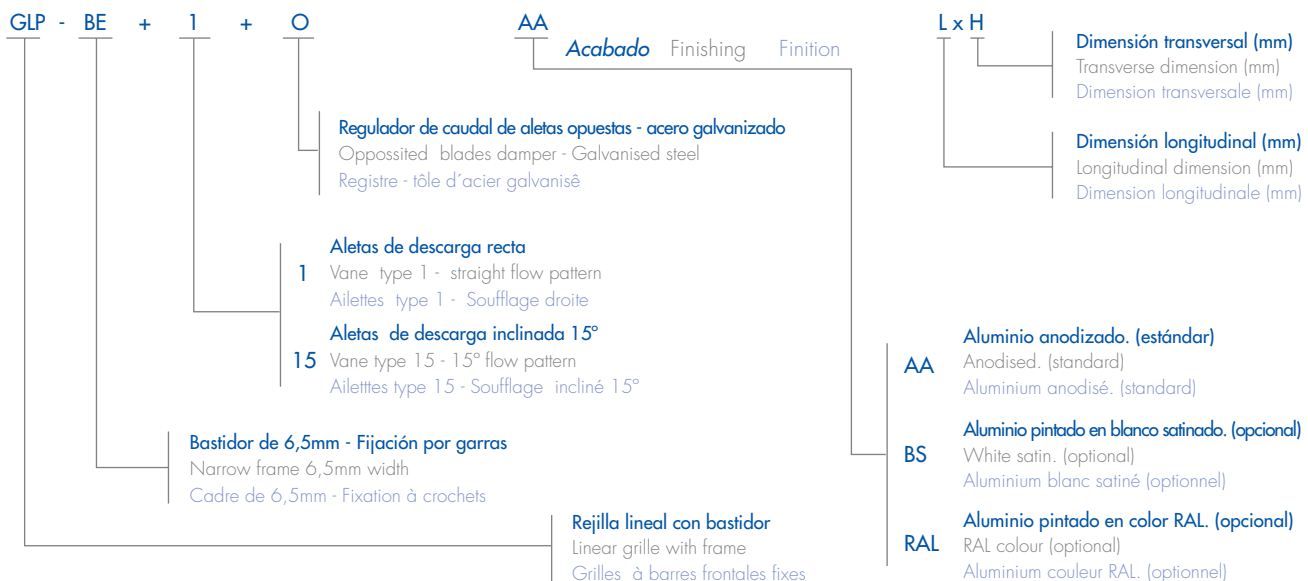 GLP - BE + 1 + O AA L x H
Acabado Finishing Finition
Dimensión transversal (mm)
Transverse dimension (mm)
Dimension transversale (mm)
Regulador de caudal de aletas opuestas - acero galvanizado
Oppossited blades damper - Galvanised steel
Registre - tôle d´acier galvanisê
Dimensión longitudinal (mm)
Longitudinal dimension (mm)
Dimension longitudinale (mm)
Aletas de descarga recta
1 Vane type 1 - straight flow pattern
Ailettes type 1 - Soufflage droite
Aletas de descarga inclinada 15º
15 Vane type 15 - 15º flow pattern
Ailetttes type 15 - Soufflage incliné 15º
Aluminio anodizado. (estándar)
AA Anodised. (standard)
Aluminium anodisé. (standard)
Aluminio pintado en blanco satinado. (opcional)
BS White satin. (optional)
Aluminium blanc satiné (optionnel)
Aluminio pintado en color RAL. (opcional)
RAL RAL colour (optional)
Aluminium couleur RAL. (optionnel)
Bastidor de 6,5mm - Fijación por garras
Narrow frame 6,5mm width
Cadre de 6,5mm - Fixation à crochets
Rejilla lineal con bastidor
Linear grille with frame
Grilles à barres frontales fixes